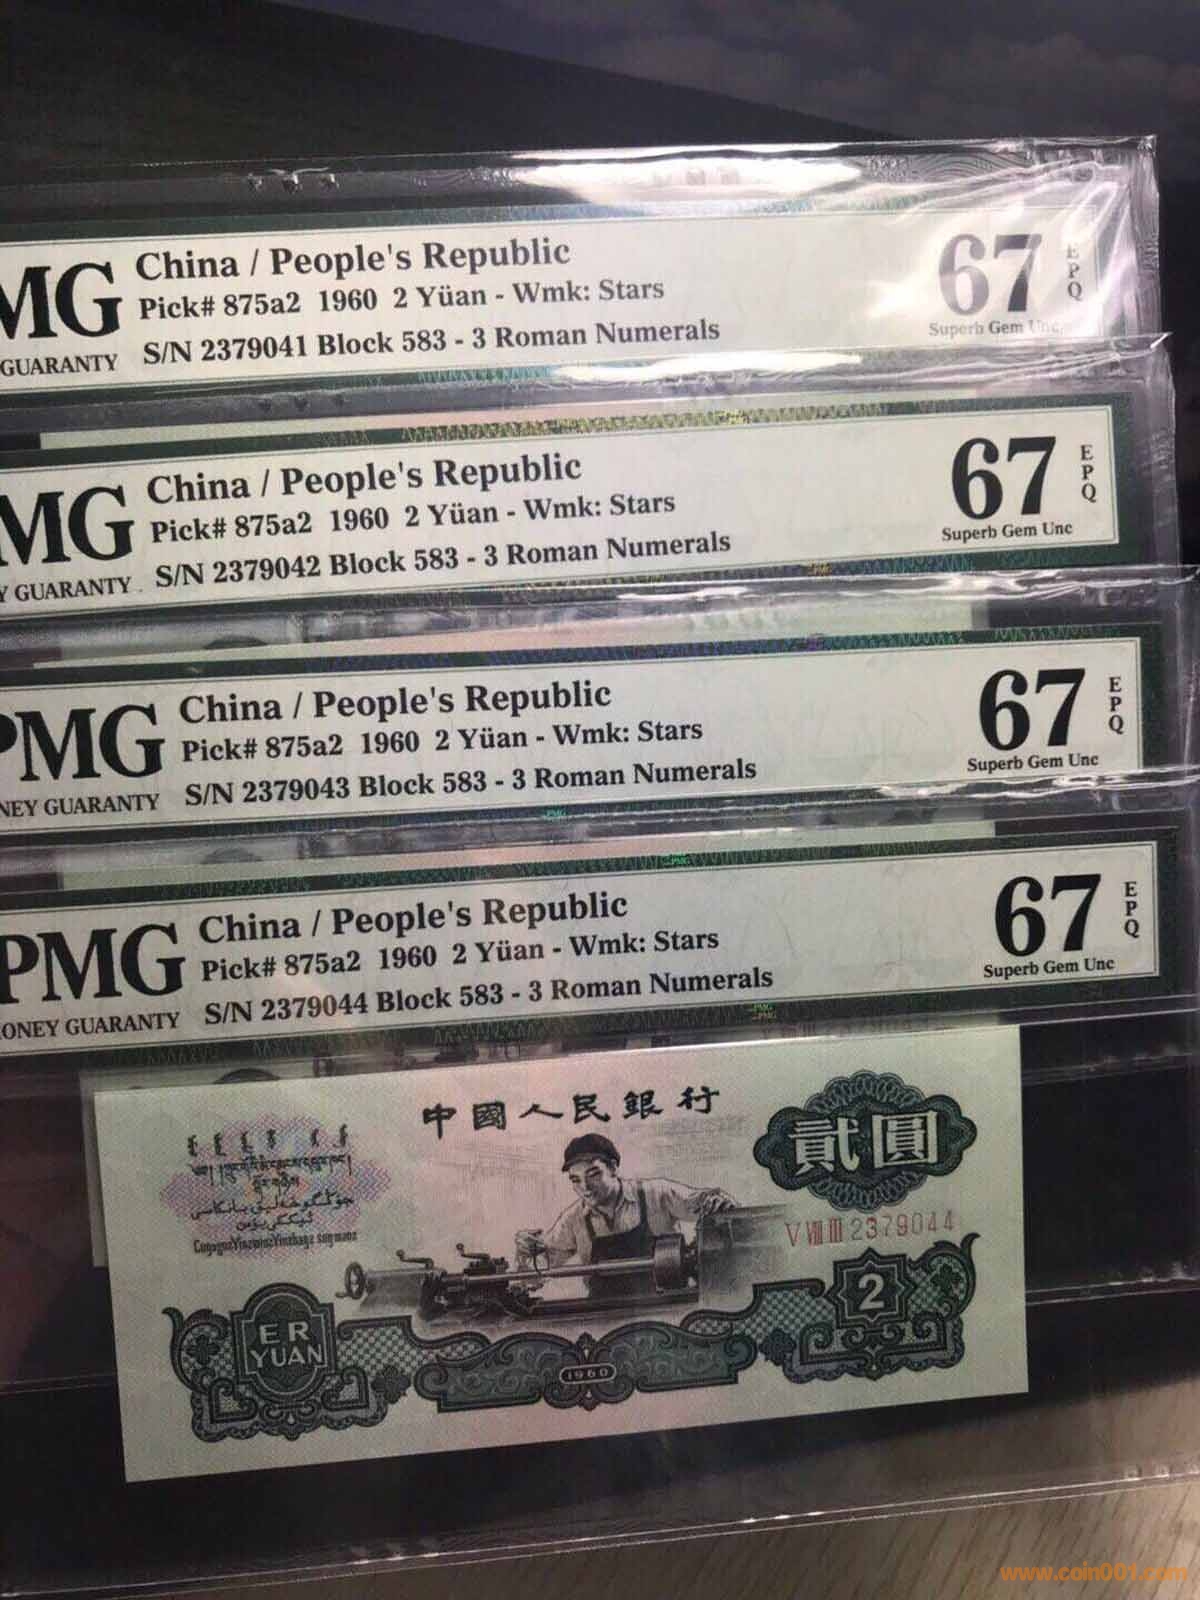 MG
China / People's Republic
Pick# 875a2 1960 2 Yüan - Wmk: Stars
S/N 2379041 Block 583 - 3 Roman Numerals
GUARANTY
67
EPQ
Superb Gem Unc
MG
China / People's Republic
Pick# 875a2 1960 2 Yüan - Wmk: Stars
S/N 2379042 Block 583 - 3 Roman Numerals
Y GUARANTY
67
EPQ
Superb Gem Unc
PMG
China / People's Republic
Pick# 875a2 1960 2 Yüan - Wmk: Stars
S/N 2379043 Block 583 - 3 Roman Numerals
NEY GUARANTY
67
EPQ
Superb Gem Unc
PMG
China / People's Republic
Pick# 875a2 1960 2 Yüan - Wmk: Stars
S/N 2379044 Block 583 - 3 Roman Numerals
ONEY GUARANTY
67
EPQ
Superb Gem Unc
中國人民銀行
貳圓
V VIII III 2379044
2
ER
YUAN
1960
www.coin001.com